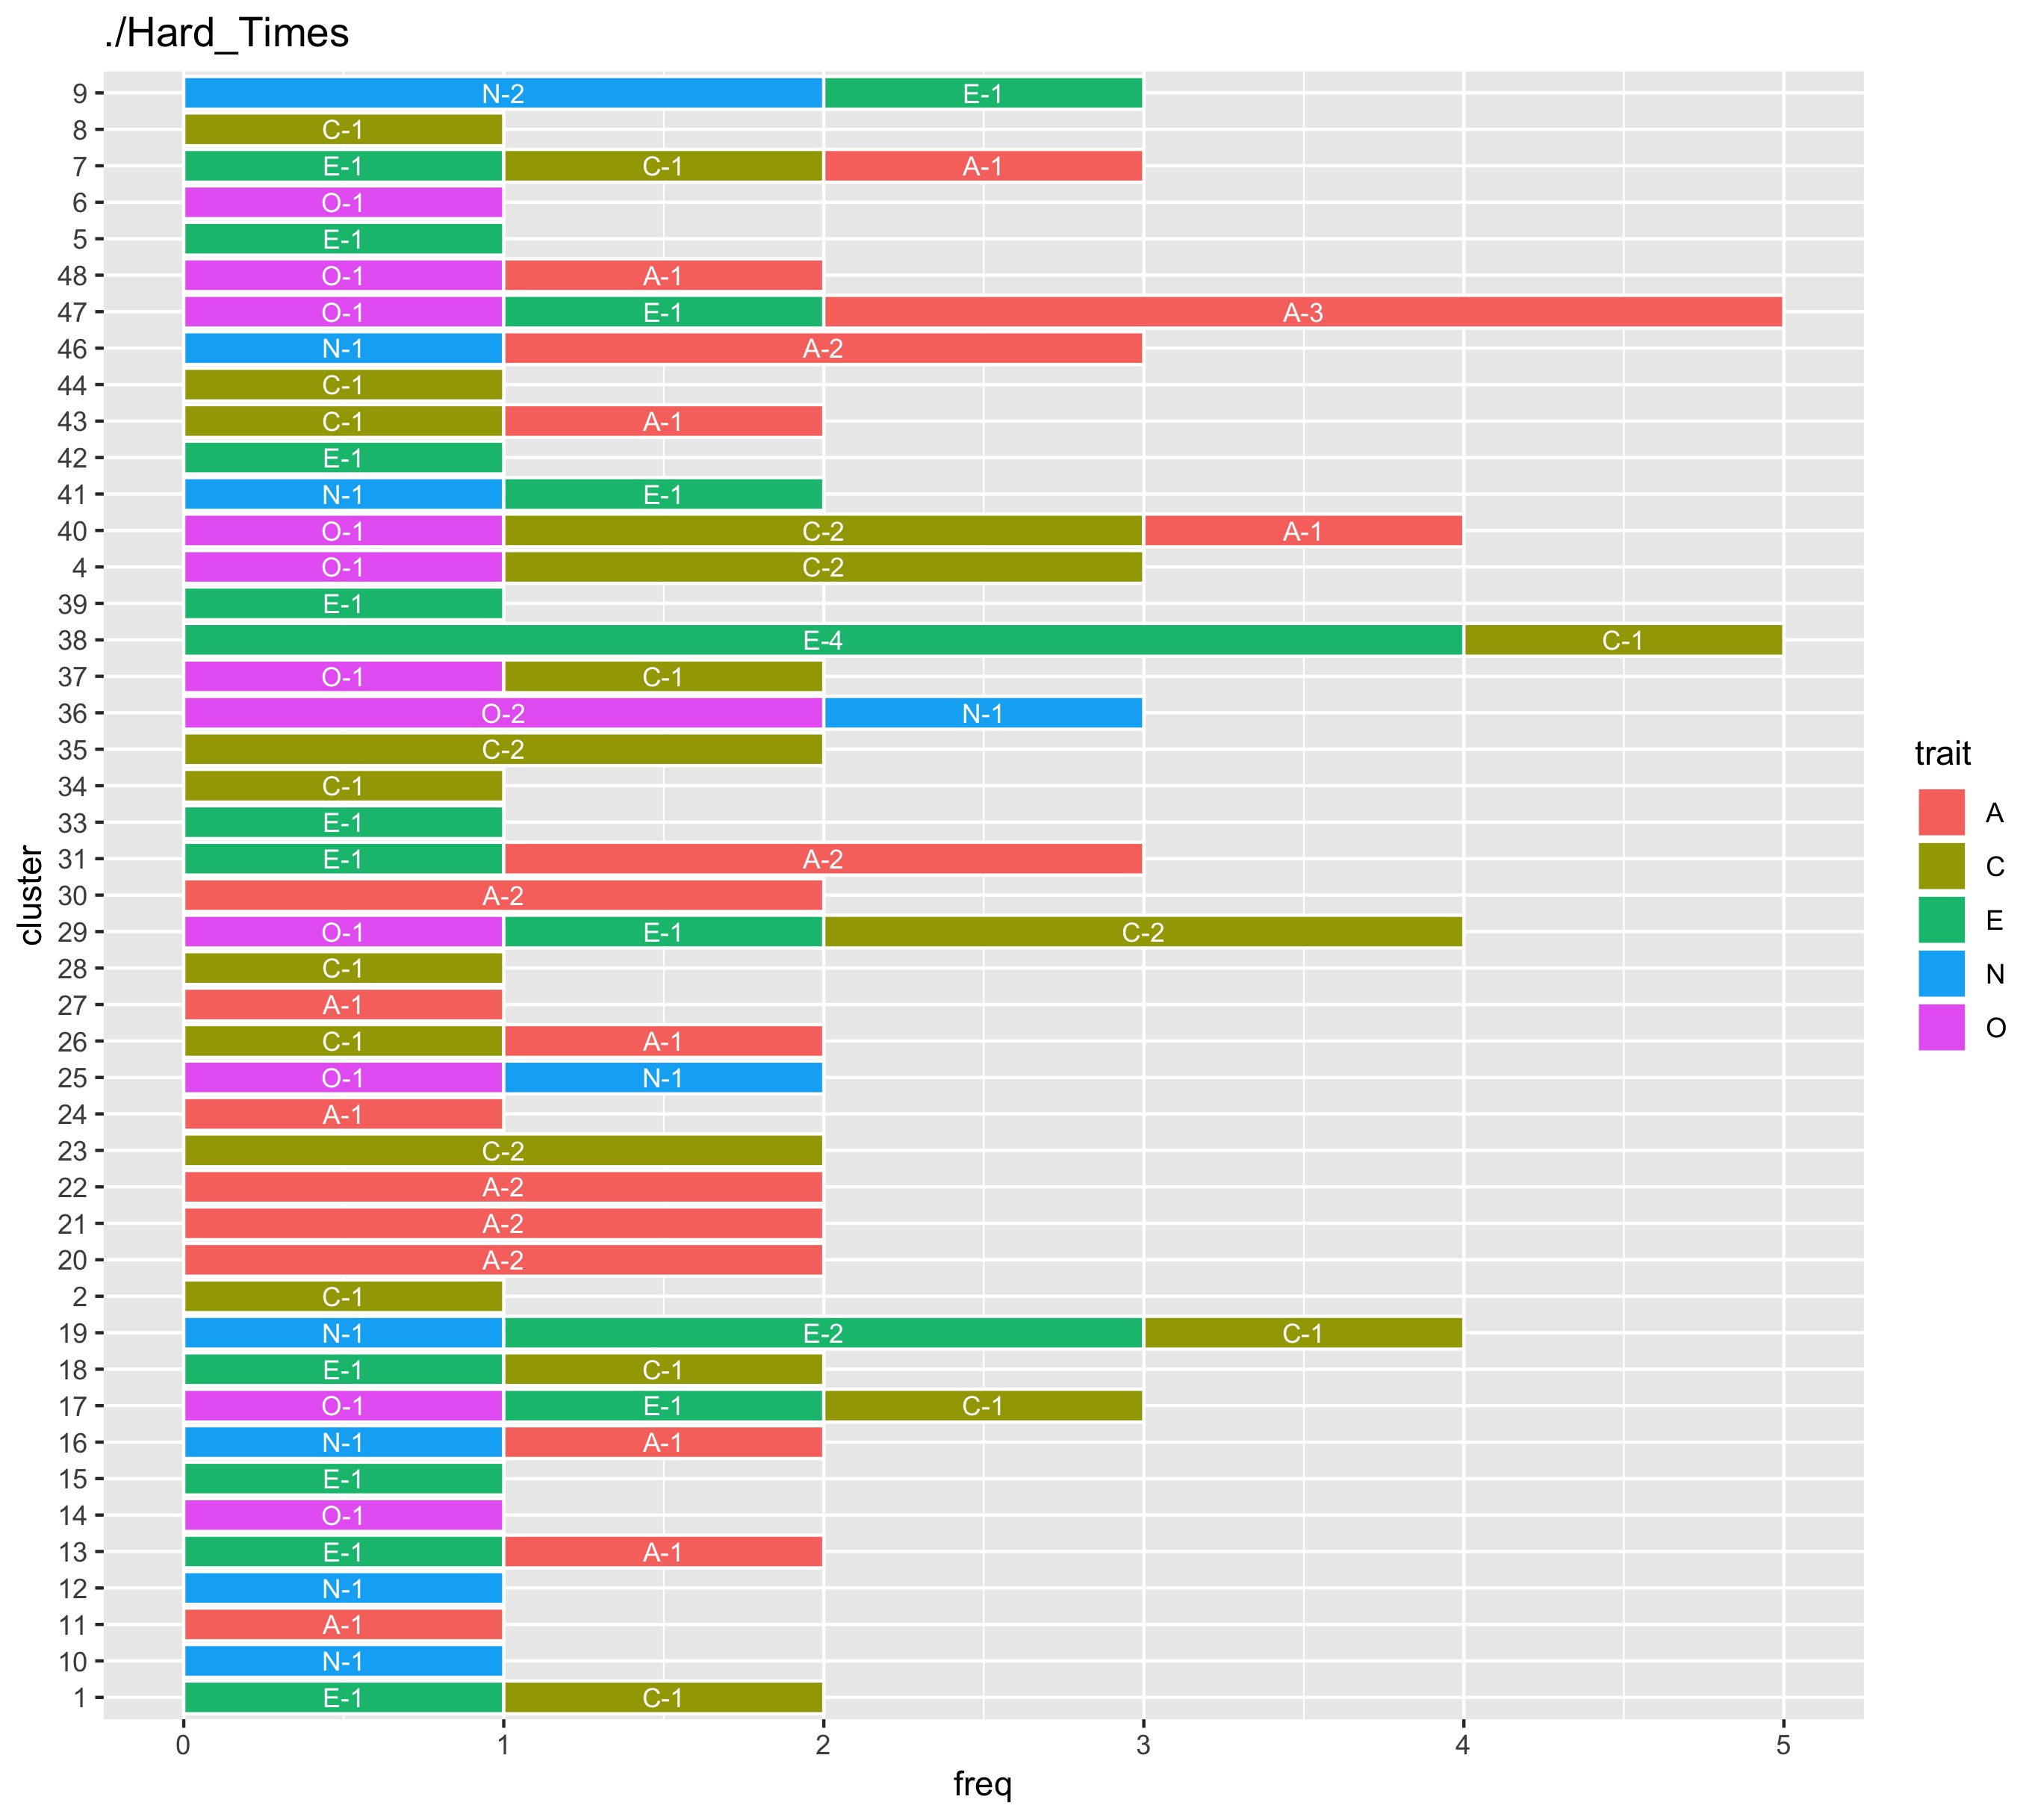 ./Hard_Times
9 N-2 E-1
8 C-1
7 E-1 C-1 A-1
6 O-1
5 E-1
48 O-1 A-1
47 O-1 E-1 A-3
46 N-1 A-2
44 C-1
43 C-1 A-1
42 E-1
41 N-1 E-1
40 O-1 C-2 A-1
4 O-1 C-2
39 E-1
38 E-4 C-1
37 O-1 C-1
36 O-2 N-1
35 C-2
34 C-1
33 E-1
31 E-1 A-2
30 A-2
29 O-1 E-1 C-2
28 C-1
27 A-1
26 C-1 A-1
25 O-1 N-1
24 A-1
23 C-2
22 A-2
21 A-2
20 A-2
2 C-1
19 N-1 E-2 C-1
18 E-1 C-1
17 O-1 E-1 C-1
16 N-1 A-1
15 E-1
14 O-1
13 E-1 A-1
12 N-1
11 A-1
10 N-1
1 E-1 C-1
0 1 2 3 4 5
freq
cluster
trait
A
C
E
N
O